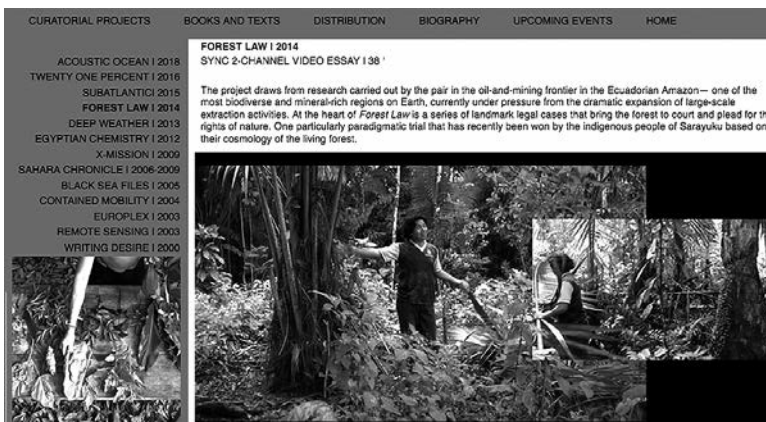 CURATORIAL PROJECTS BOOKS AND TEXTS DISTRIBUTION BIOGRAPHY UPCOMING EVENTS HOME
ACOUSTIC OCEAN I 2018
TWENTY ONE PERCENT I 2016
SUBATLANTICI 2015
FOREST LAW I 2014
DEEP WEATHER I 2013
EGYPTIAN CHEMISTRY I 2012
X-MISSION I 2009
SAHARA CHRONICLE I 2006-2009
BLACK SEA FILES I 2005
CONTAINED MOBILITY I 2004
EUROPLEX I 2003
REMOTE SENSING I 2003
WRITING DESIRE I 2000
FOREST LAW I 2014
SYNC 2-CHANNEL VIDEO ESSAY I 38 '
The project draws from research carried out by the pair in the oil-and-mining frontier in the Ecuadorian Amazon— one of the
most biodiverse and mineral-rich regions on Earth, currently under pressure from the dramatic expansion of large-scale
extraction activities. At the heart of Forest Law is a series of landmark legal cases that bring the forest to court and plead for th
rights of nature. One particularly paradigmatic trial that has recently been won by the indigenous people of Sarayuku based on
their cosmology of the living forest.